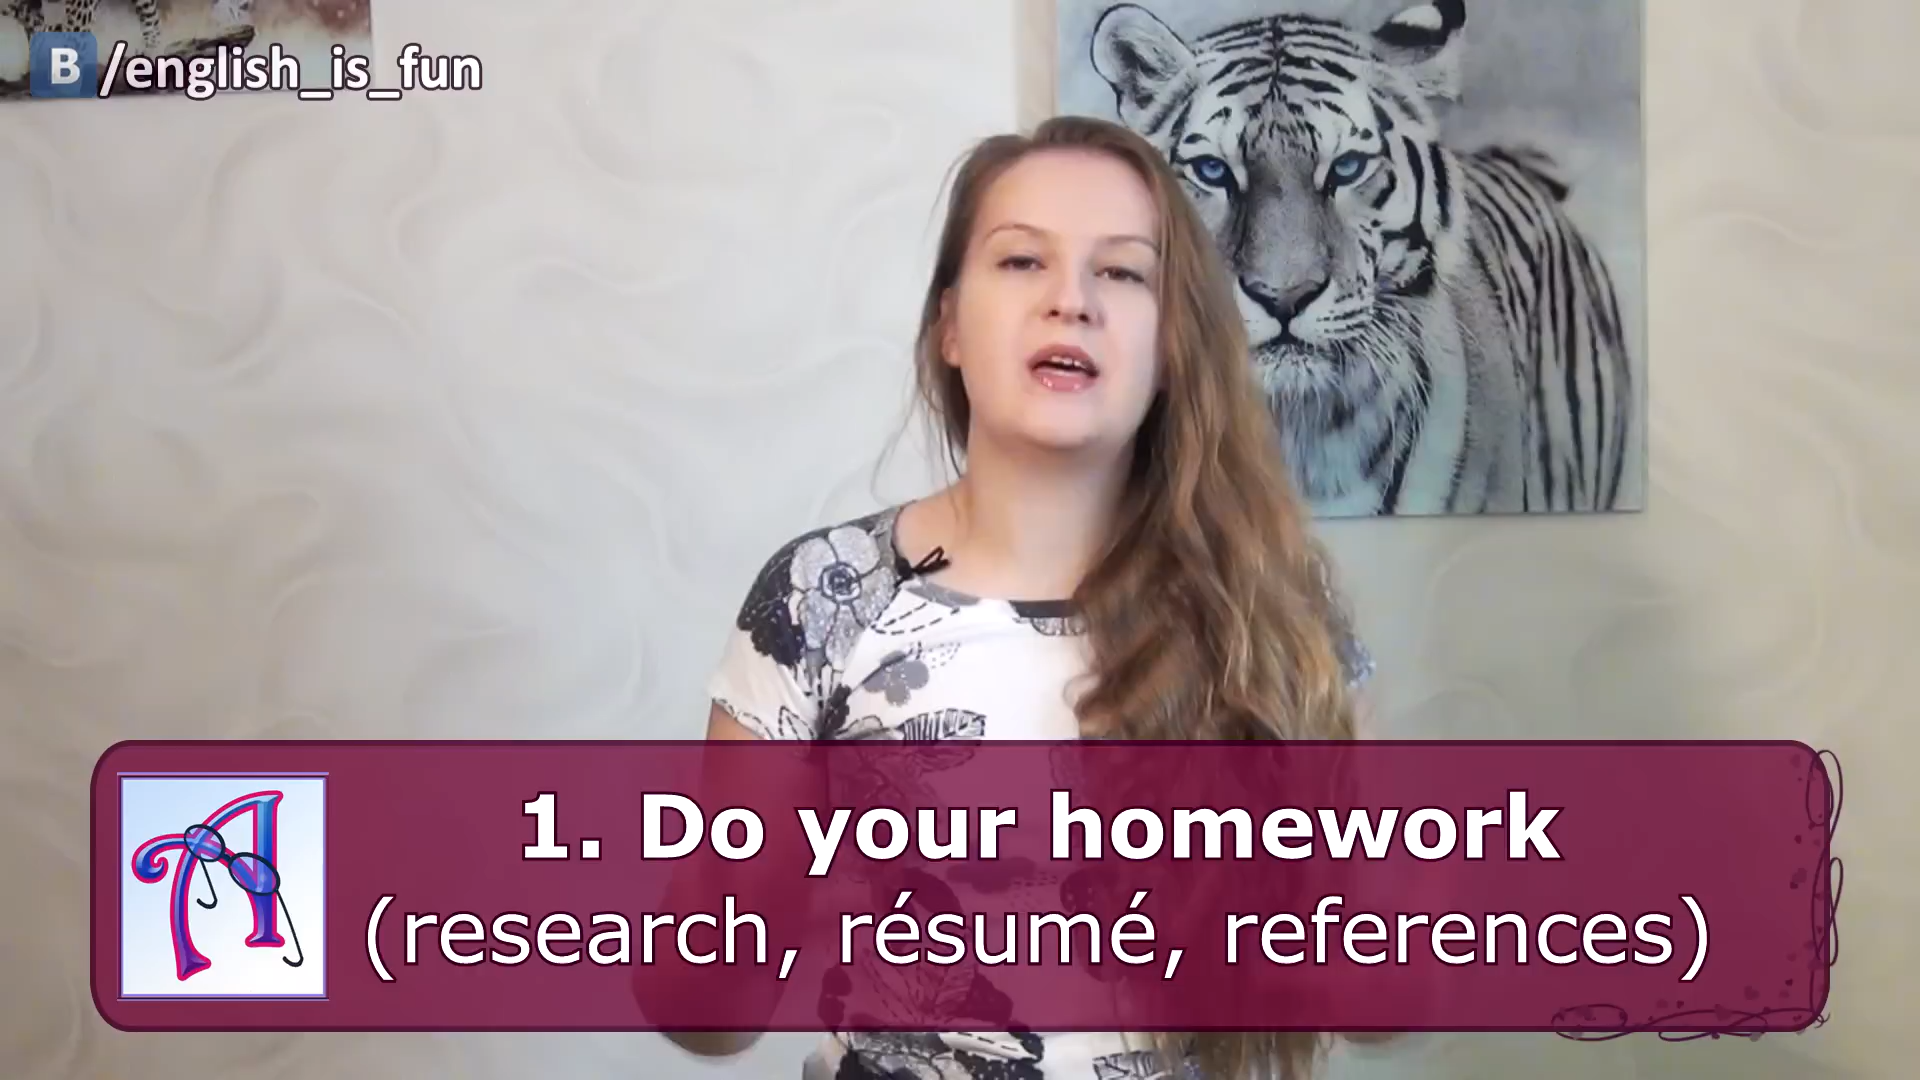 B /english_is_fun
1. Do your homework
(research, résumé, references)